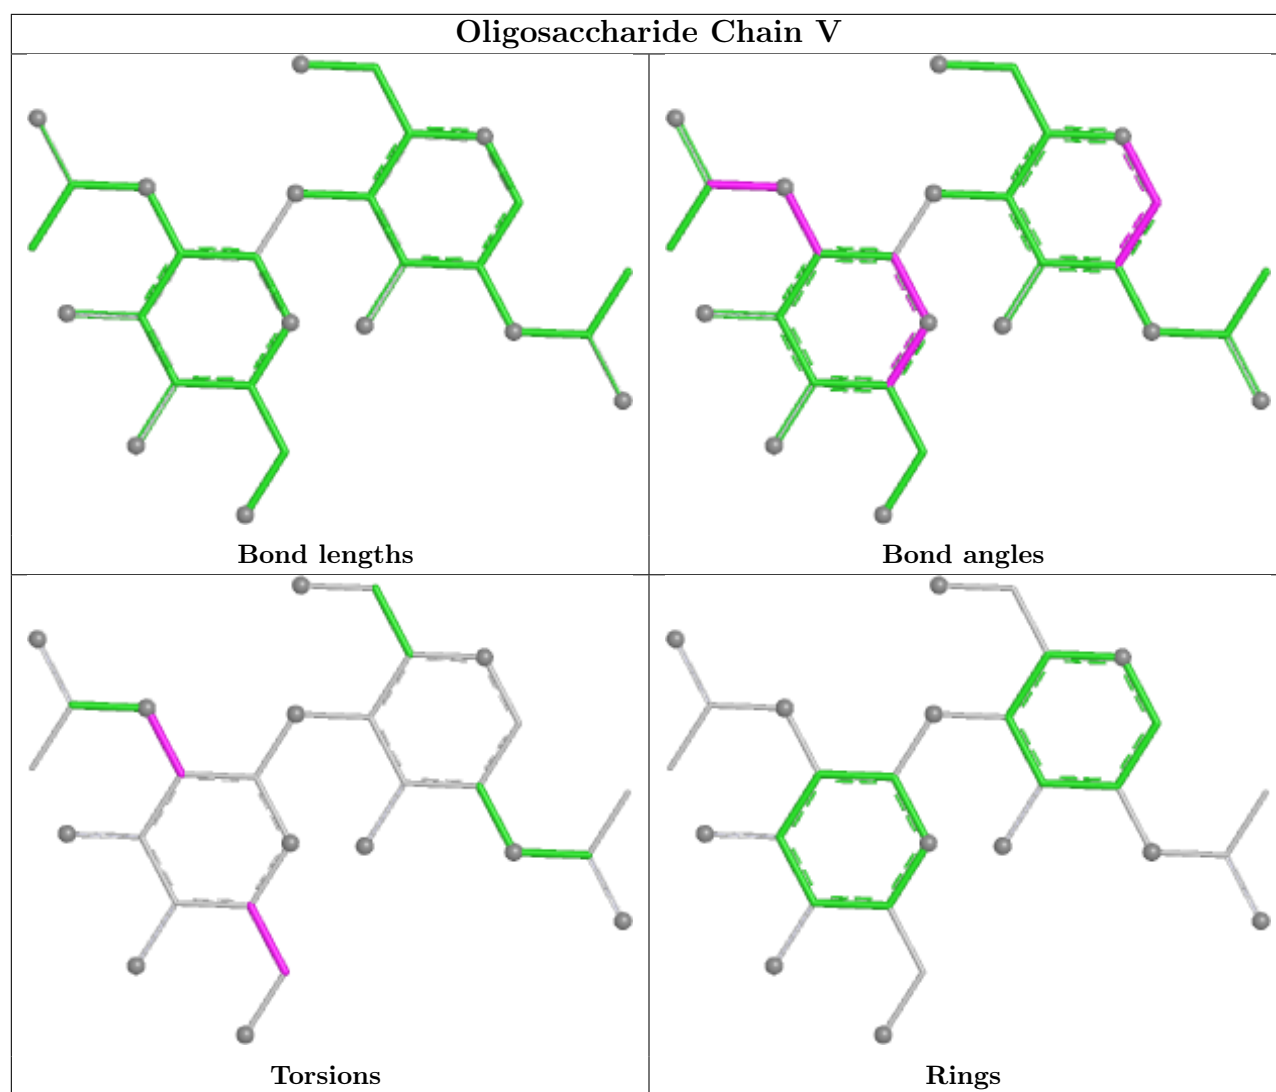 Oligosaccharide Chain V
Bond lengths
Bond angles
Torsions
Rings